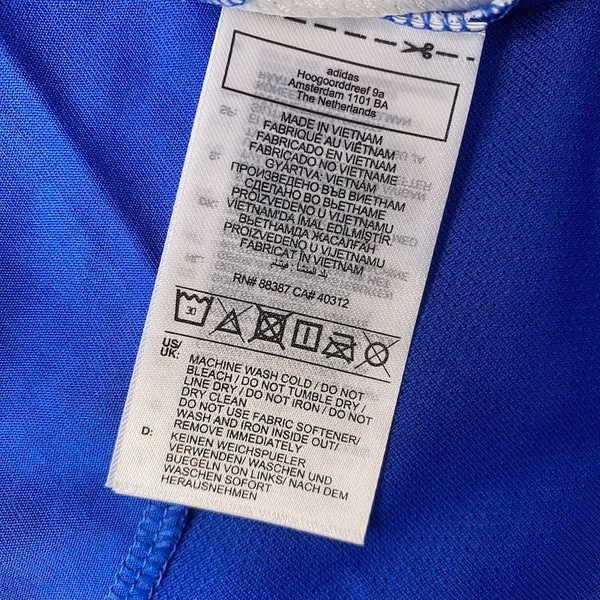 adidas
Hoogoorddreef 9a
Amsterdam 1101 BA
The Netherlands
MADE IN VIETNAM
FABRIQUÉ AU VIÊTNAM
FABRICADO EN VIETNAM
FABRICADO NO VIETNAME
GYÁRTVA: VIETNAM
ПРОИЗВЕДЕНО ВЪВ ВИЕТНАМ
СДЕЛАНО ВО ВЬЕТНАМЕ
PROIZVEDENO U VIJETNAMU
VIETNAM'DA İMAL EDİLMİŞTİR
ВЬЕТНАМДА ЖАСАЛҒАН
PROIZVEDENO U VIJETNAMU
FABRICAT ÎN VIETNAM
RN# 88387 CA# 40312
30
US/
UK:
MACHINE WASH COLD / DO NOT
BLEACH / DO NOT TUMBLE DRY /
LINE DRY / DO NOT IRON / DO NOT
DRY CLEAN
DO NOT USE FABRIC SOFTENER/
WASH AND IRON INSIDE OUT/
REMOVE IMMEDIATELY
D:
KEINEN WEICHSPUELER
VERWENDEN/ WASCHEN UND
BUEGELN VON LINKS/ NACH DEM
WASCHEN SOFORT
HERAUSNEHMEN